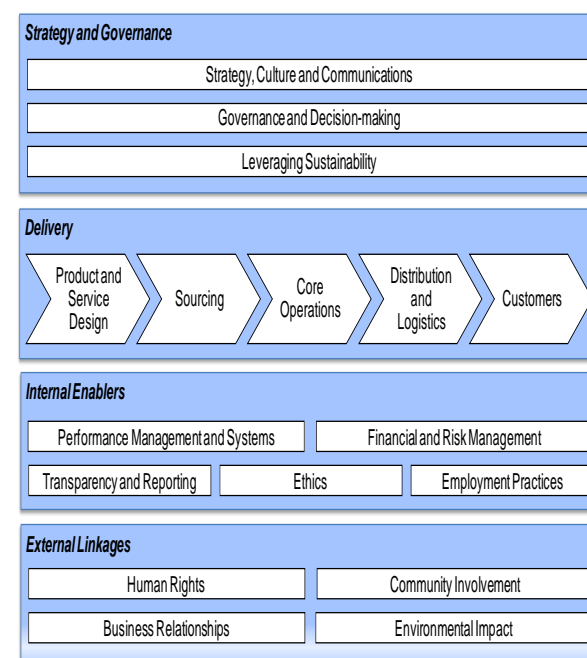 Strategy and Governance
Strategy, Culture and Communications
Governance and Decision-making
Leveraging Sustainability
Delivery
Product and
Service
Design
Sourcing
Core
Operations
Distribution
and
Logistics
Customers
Internal Enablers
Performance Management and Systems
Financial and Risk Management
Transparency and Reporting
Ethics
Employment Practices
External Linkages
Human Rights
Community Involvement
Business Relationships
Environmental Impact